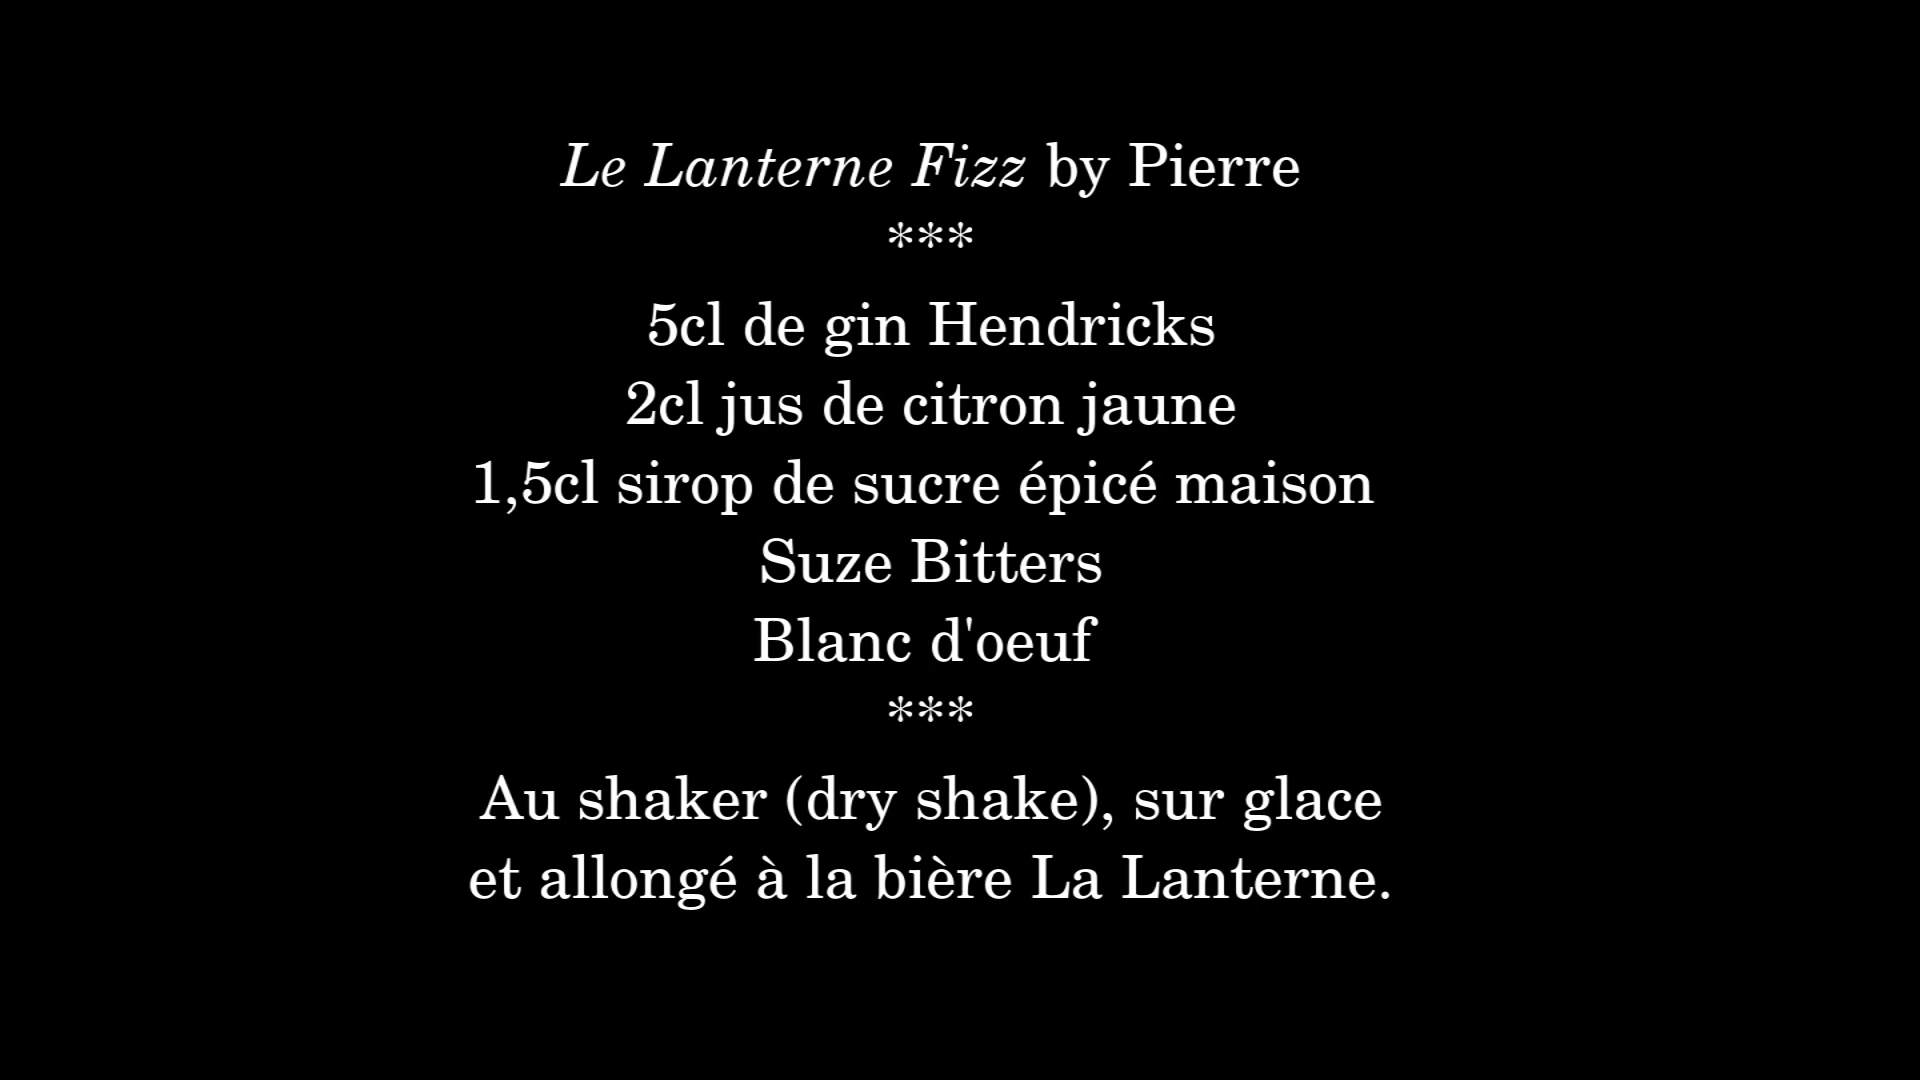 Le Lanterne Fizz by Pierre
***
5cl de gin Hendricks
2cl jus de citron jaune
1,5cl sirop de sucre épicé maison
Suze Bitters
Blanc d'oeuf
***
Au shaker (dry shake), sur glace
et allongé à la bière La Lanterne.